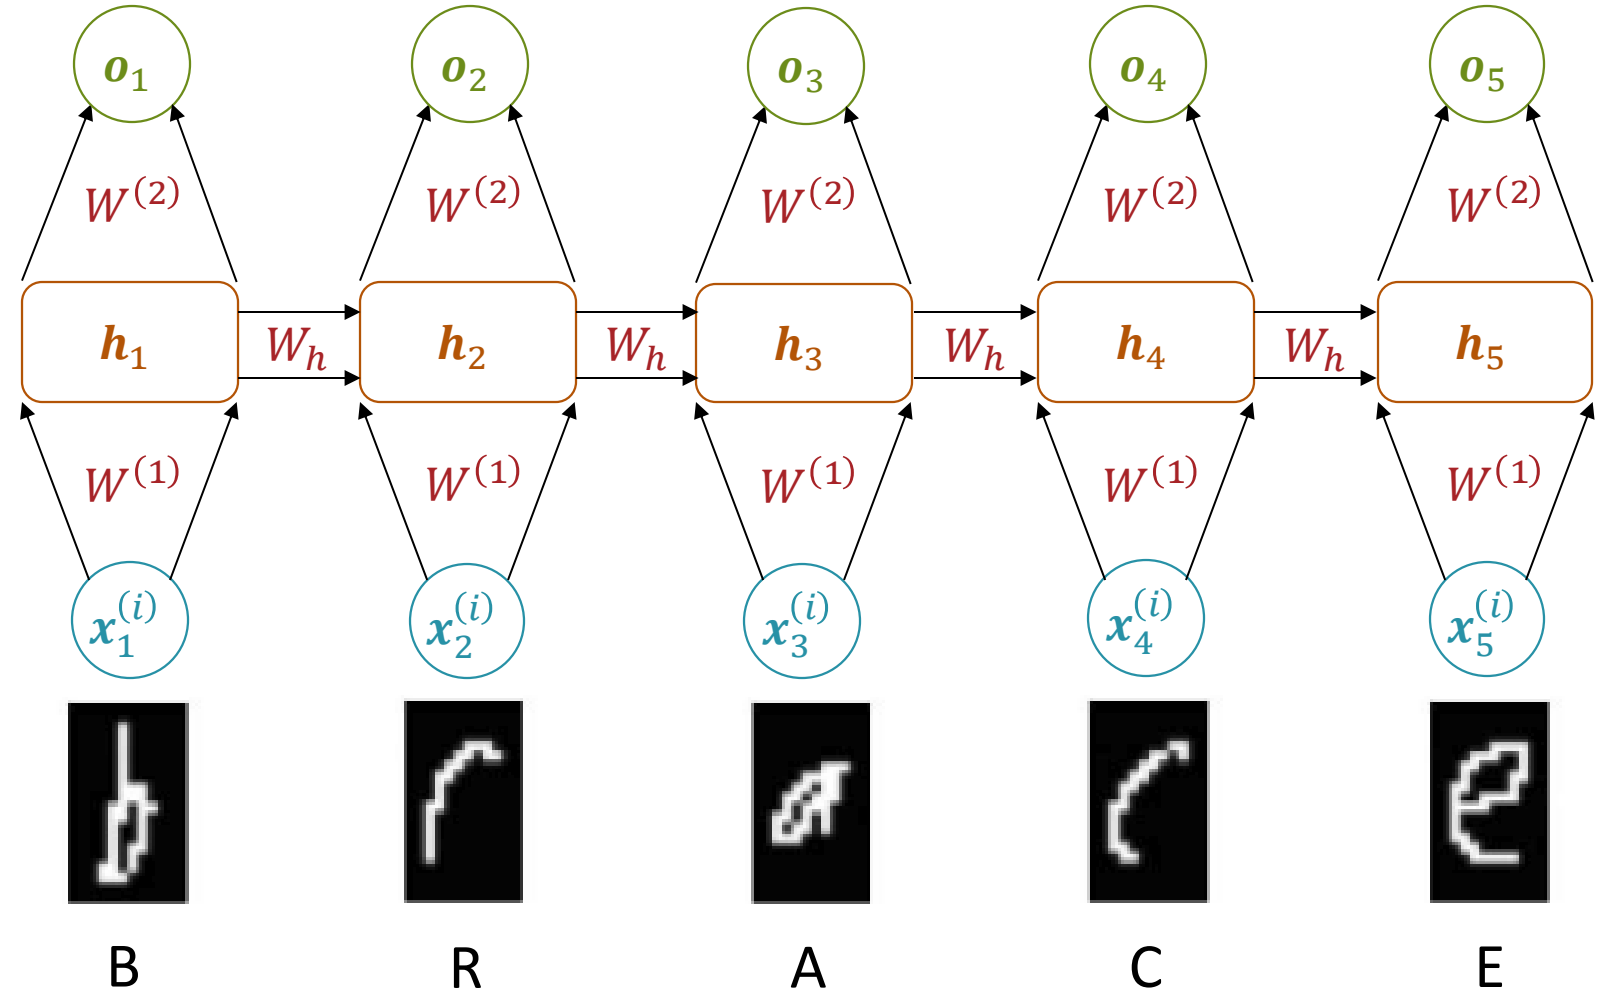 o₁ o₂ o₃ o₄ o₅
W⁽²⁾ W⁽²⁾ W⁽²⁾ W⁽²⁾ W⁽²⁾
h₁ Wₕ h₂ Wₕ h₃ Wₕ h₄ Wₕ h₅
W⁽¹⁾ W⁽¹⁾ W⁽¹⁾ W⁽¹⁾ W⁽¹⁾
x₁⁽ⁱ⁾ x₂⁽ⁱ⁾ x₃⁽ⁱ⁾ x₄⁽ⁱ⁾ x₅⁽ⁱ⁾
b r a c e
B R A C E